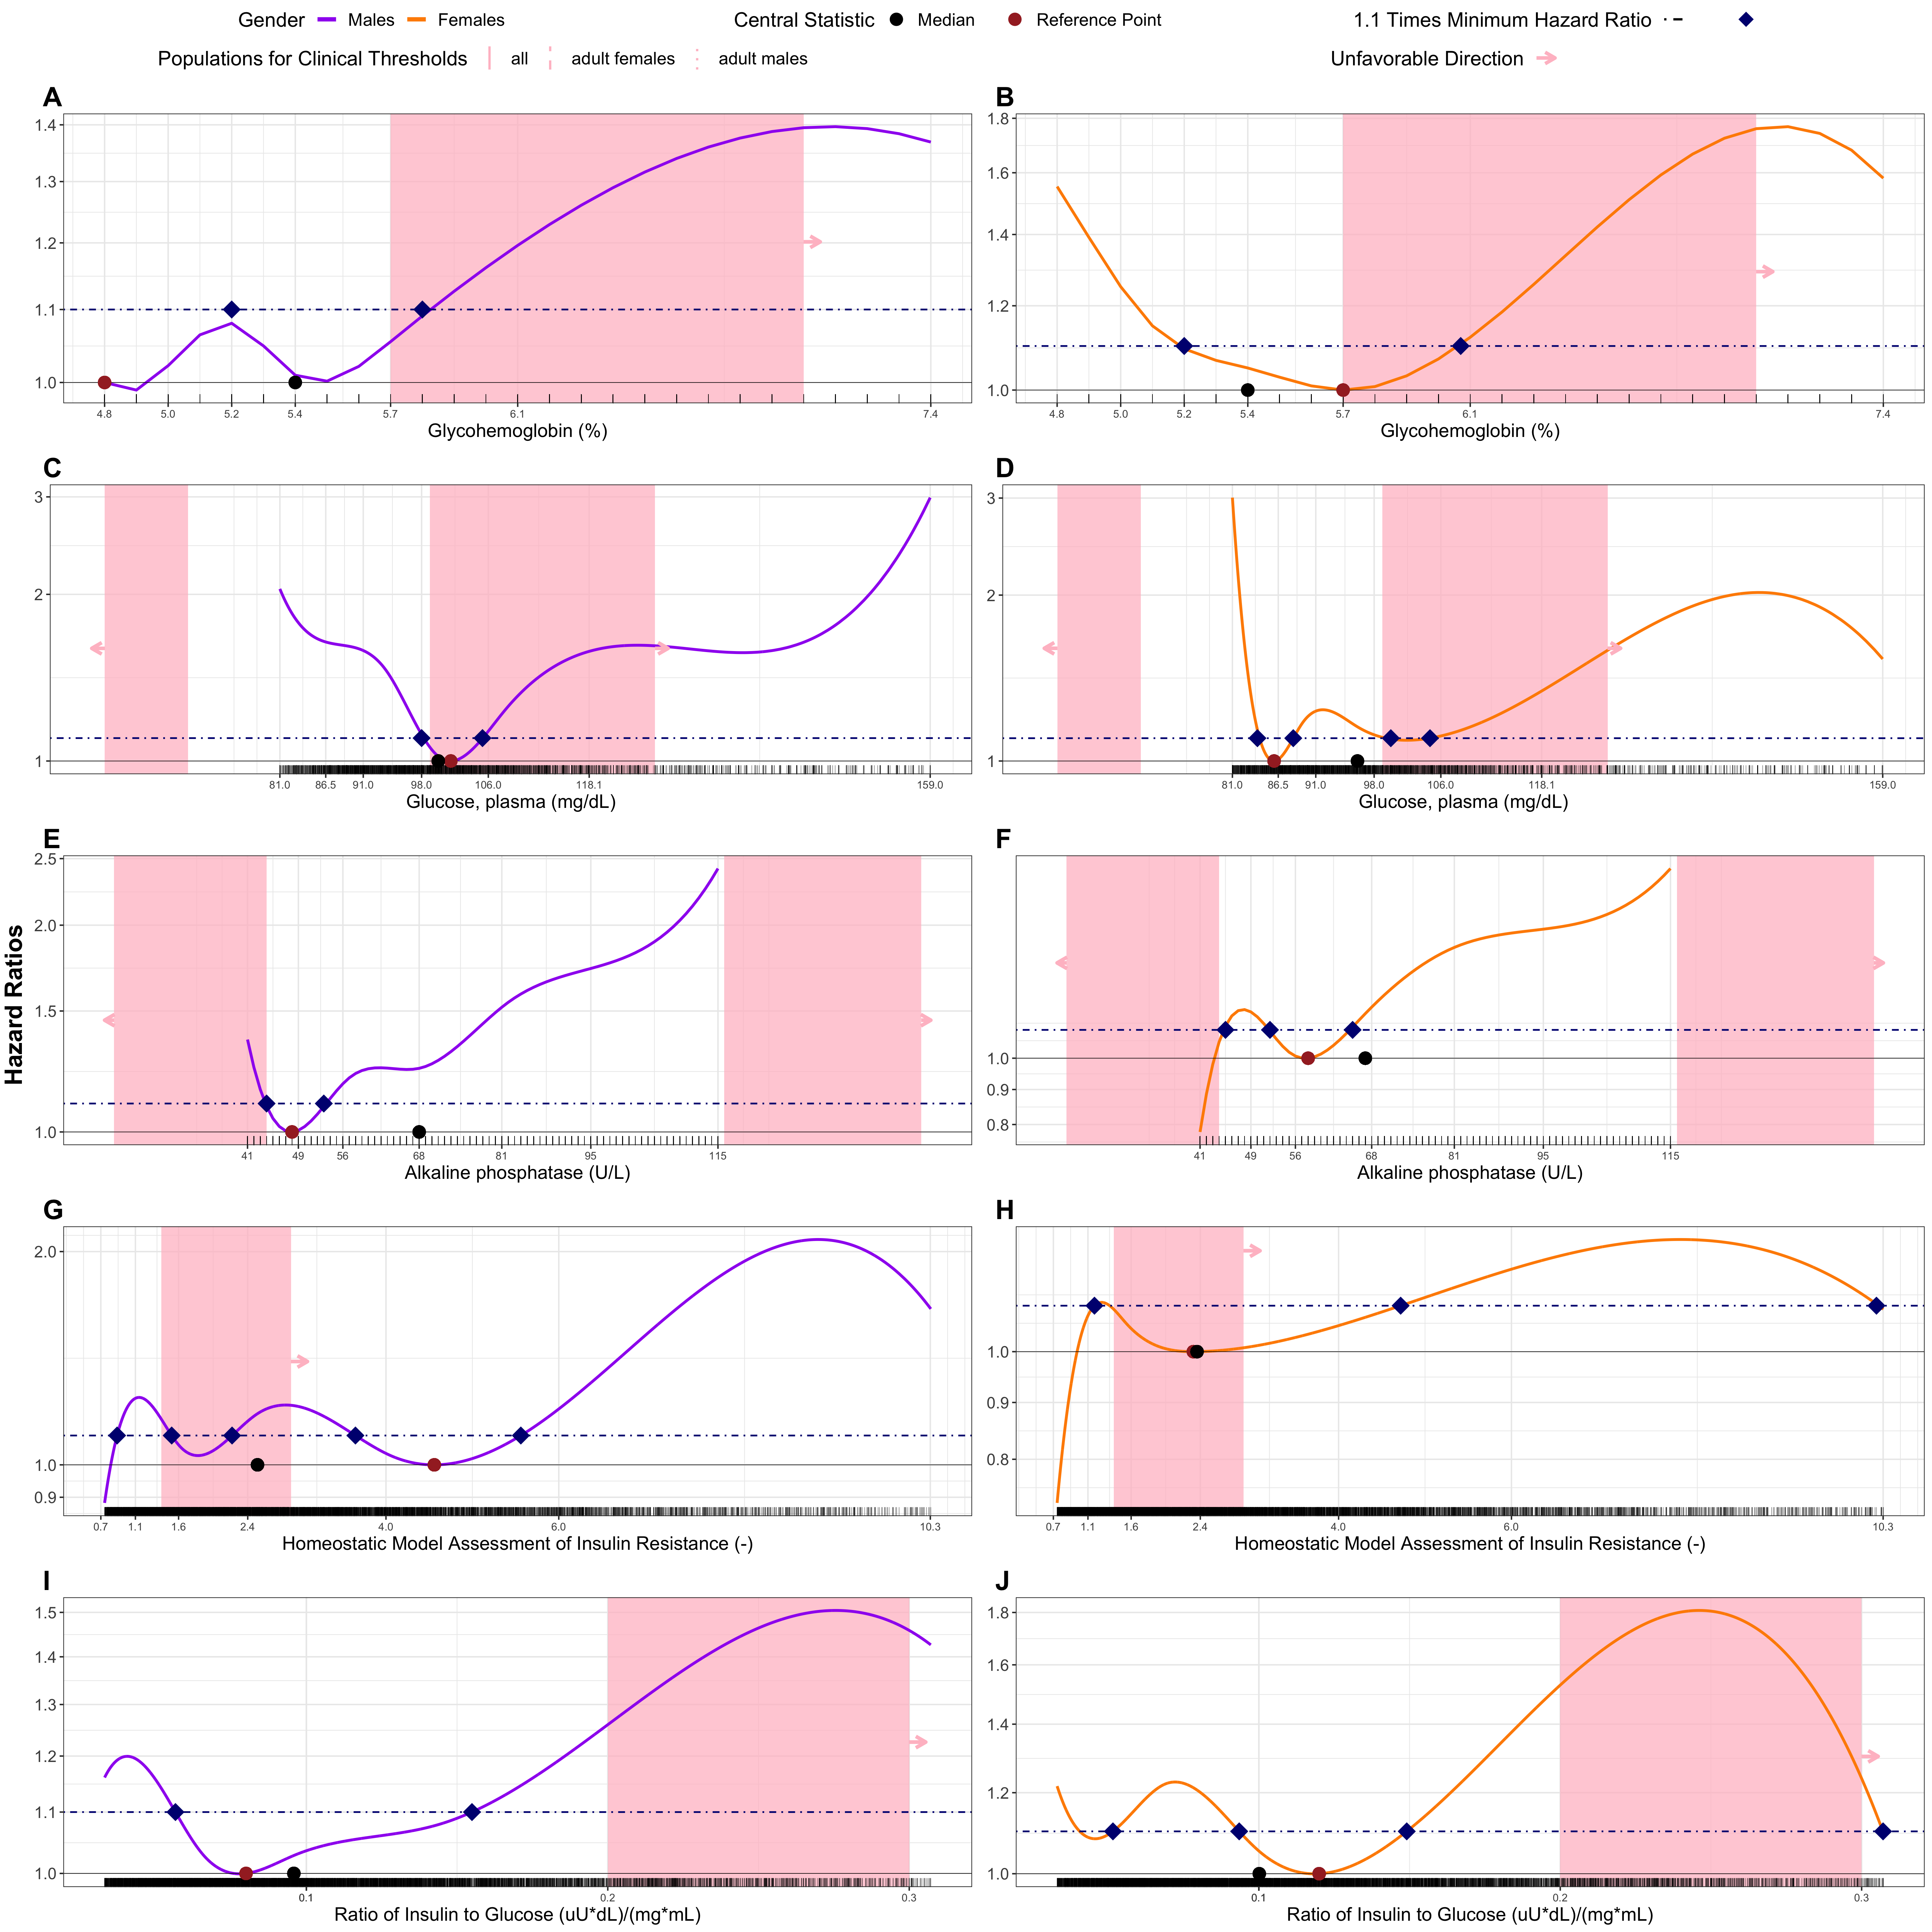 Gender Males Females Central Statistic Median Reference Point 1.1 Times Minimum Hazard Ratio
Populations for Clinical Thresholds all adult females adult males Unfavorable Direction
Hazard Ratios
A
1.4
1.3
1.2
1.1
1.0
4.8 5.0 5.2 5.4 5.7 6.1 7.4
Glycohemoglobin (%)
B
1.8
1.6
1.4
1.2
1.0
4.8 5.0 5.2 5.4 5.7 6.1 7.4
Glycohemoglobin (%)
C
3
2
1
81.0 86.5 91.0 98.0 106.0 118.1 159.0
Glucose, plasma (mg/dL)
D
3
2
1
81.0 86.5 91.0 98.0 106.0 118.1 159.0
Glucose, plasma (mg/dL)
E
2.5
2.0
1.5
1.0
41 49 56 68 81 95 115
Alkaline phosphatase (U/L)
F
1.0
0.9
0.8
41 49 56 68 81 95 115
Alkaline phosphatase (U/L)
G
2.0
1.0
0.9
0.7 1.1 1.6 2.4 4.0 6.0 10.3
Homeostatic Model Assessment of Insulin Resistance (-)
H
1.0
0.9
0.8
0.7 1.1 1.6 2.4 4.0 6.0 10.3
Homeostatic Model Assessment of Insulin Resistance (-)
I
1.5
1.4
1.3
1.2
1.1
1.0
0.1 0.2 0.3
Ratio of Insulin to Glucose (uU*dL)/(mg*mL)
J
1.8
1.6
1.4
1.2
1.0
0.1 0.2 0.3
Ratio of Insulin to Glucose (uU*dL)/(mg*mL)